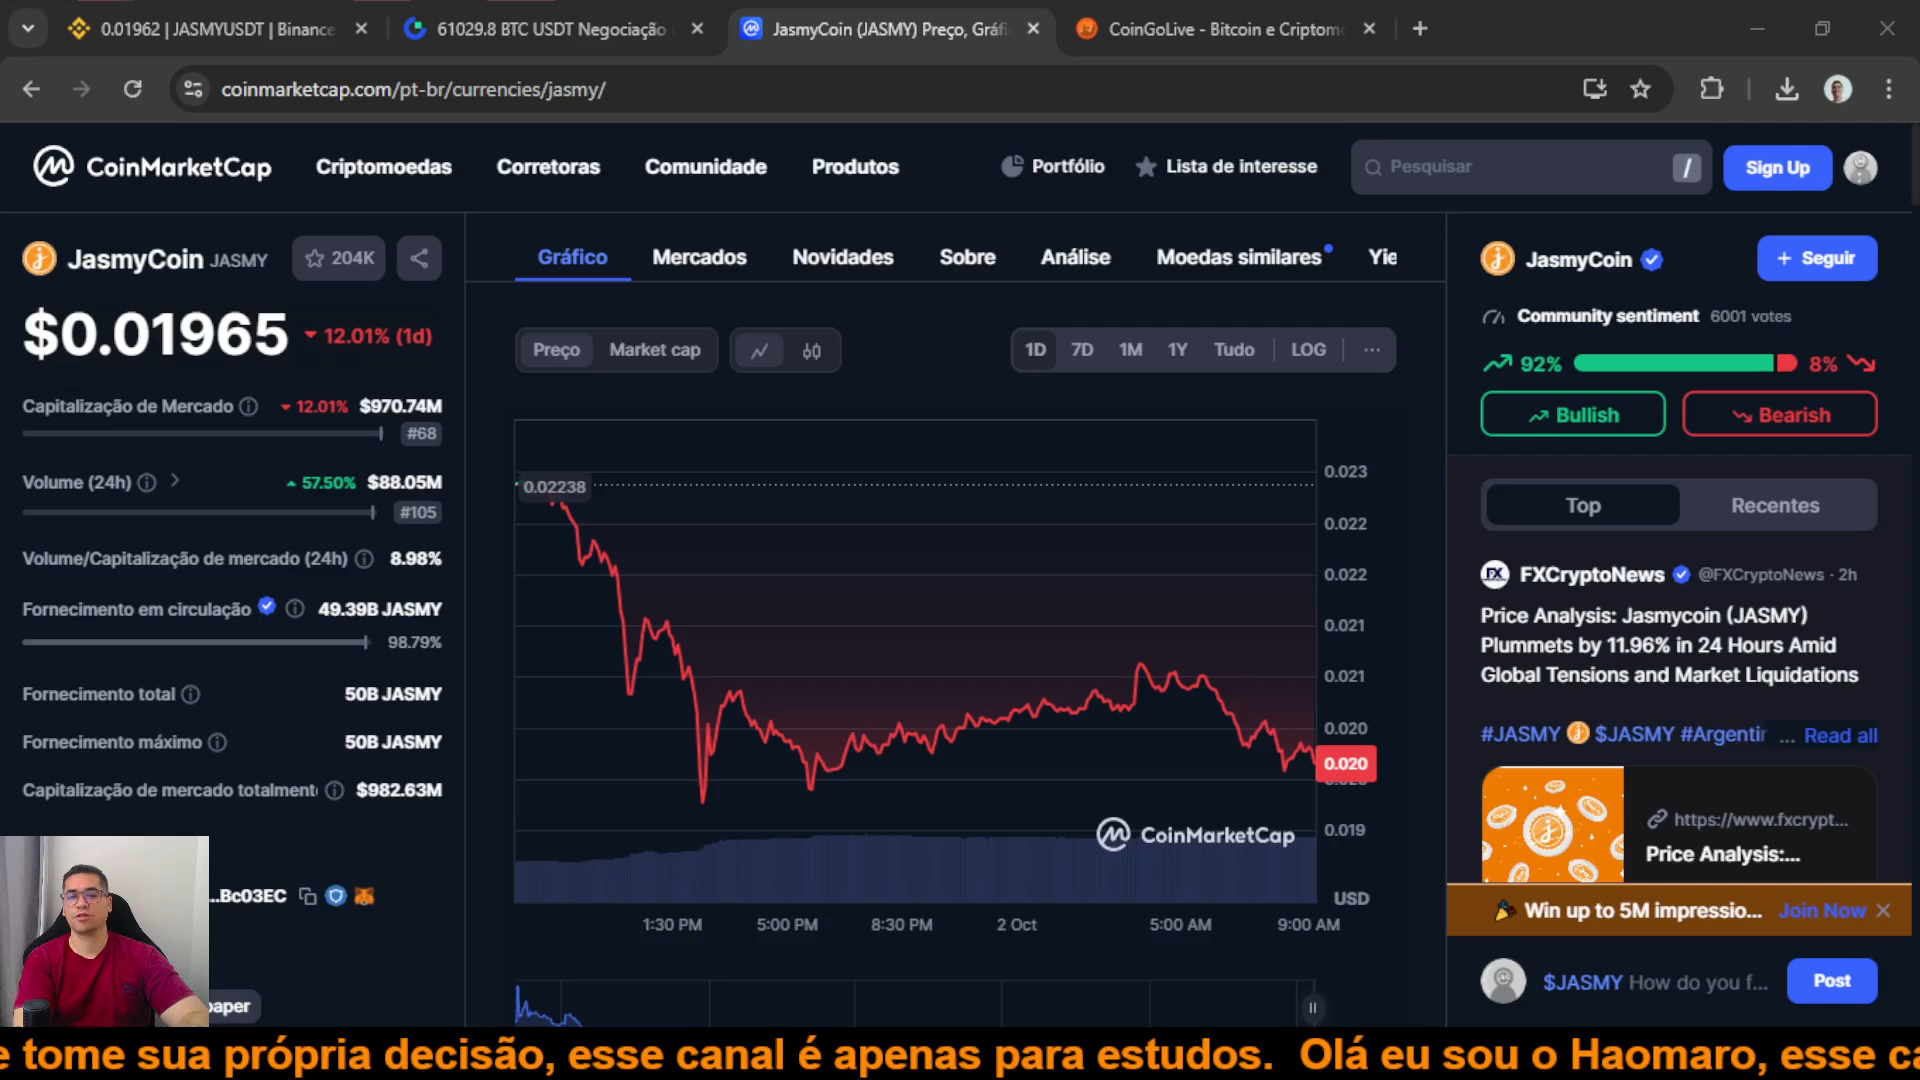 0.01962 | JASMYUSDT | Binance
61029.8 BTC USDT Negociação
JasmyCoin (JASMY) Preço, Gráfi
CoinGoLive - Bitcoin e Criptomo
coinmarketcap.com/pt-br/currencies/jasmy/
CoinMarketCap
Criptomoedas
Corretoras
Comunidade
Produtos
Portfólio
Lista de interesse
Pesquisar
/
Sign Up
JasmyCoin JASMY
204K
$0.01965
12.01% (1d)
Capitalização de Mercado
12.01% $970.74M
#68
Volume (24h)
57.50% $88.05M
#105
Volume/Capitalização de mercado (24h)
8.98%
Fornecimento em circulação
49.39B JASMY
98.79%
Fornecimento total
50B JASMY
Fornecimento máximo
50B JASMY
Capitalização de mercado totalment
$982.63M
...Bc03EC
paper
Gráfico
Mercados
Novidades
Sobre
Análise
Moedas similares
Yie
Preço
Market cap
1D
7D
1M
1Y
Tudo
LOG
...
0.02238
0.023
0.022
0.022
0.021
0.021
0.020
0.020
0.019
USD
CoinMarketCap
1:30 PM
5:00 PM
8:30 PM
2 Oct
5:00 AM
9:00 AM
JasmyCoin
+ Seguir
Community sentiment 6001 votes
92%
8%
Bullish
Bearish
Top
Recentes
FXCryptoNews @FXCryptoNews · 2h
Price Analysis: Jasmycoin (JASMY)
Plummets by 11.96% in 24 Hours Amid
Global Tensions and Market Liquidations
#JASMY $JASMY #Argentin ... Read all
https://www.fxcrypt...
Price Analysis:...
Win up to 5M impressio...
Join Now
$JASMY How do you f...
Post
e tome sua própria decisão, esse canal é apenas para estudos. Olá eu sou o Haomaro, esse ca